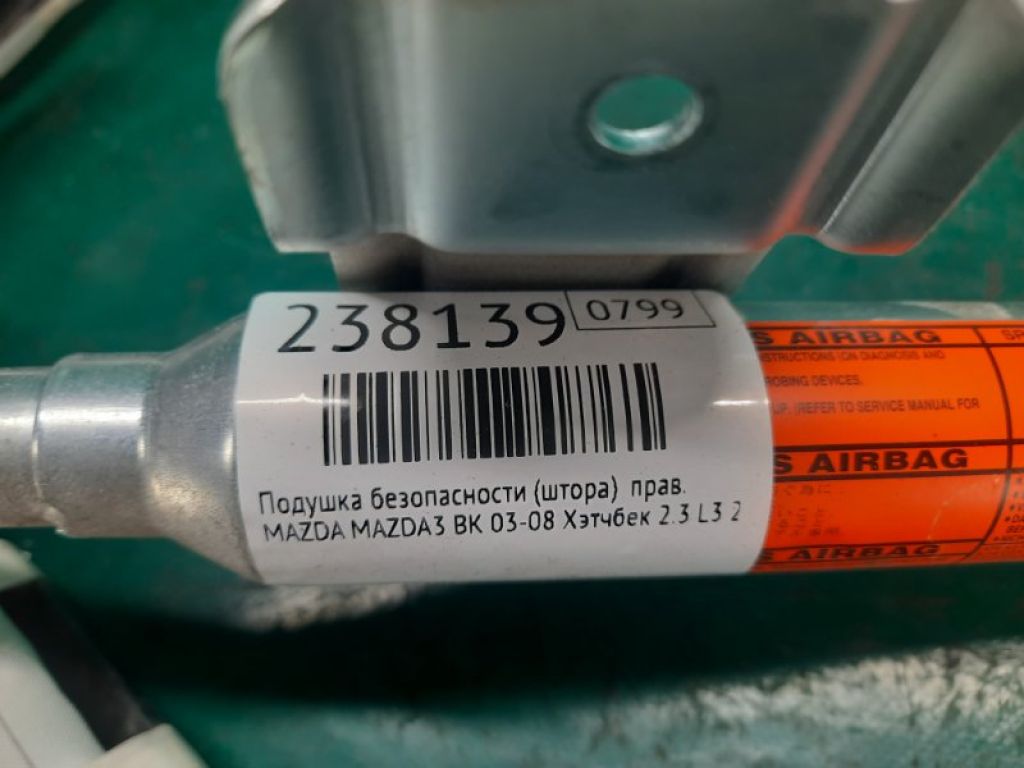 238139
0799
Подушка безопасности (штора) прав.
MAZDA MAZDA3 BK 03-08 Хэтчбек 2.3 L3 2
S AIRBAG
INSTRUCTIONS ON DIAGNOSIS AND
ROBING DEVICES.
UP. (REFER TO SERVICE MANUAL FOR
S AIRBAG
S AIRBAG